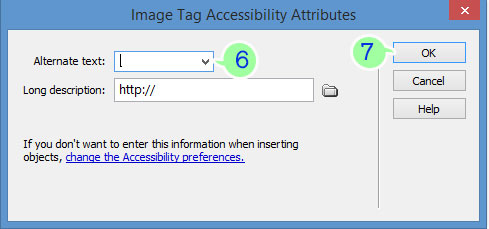 Image Tag Accessibility Attributes
Alternate text:
6
7
OK
Long description:
http://
Cancel
Help
If you don't want to enter this information when inserting
objects, change the Accessibility preferences.